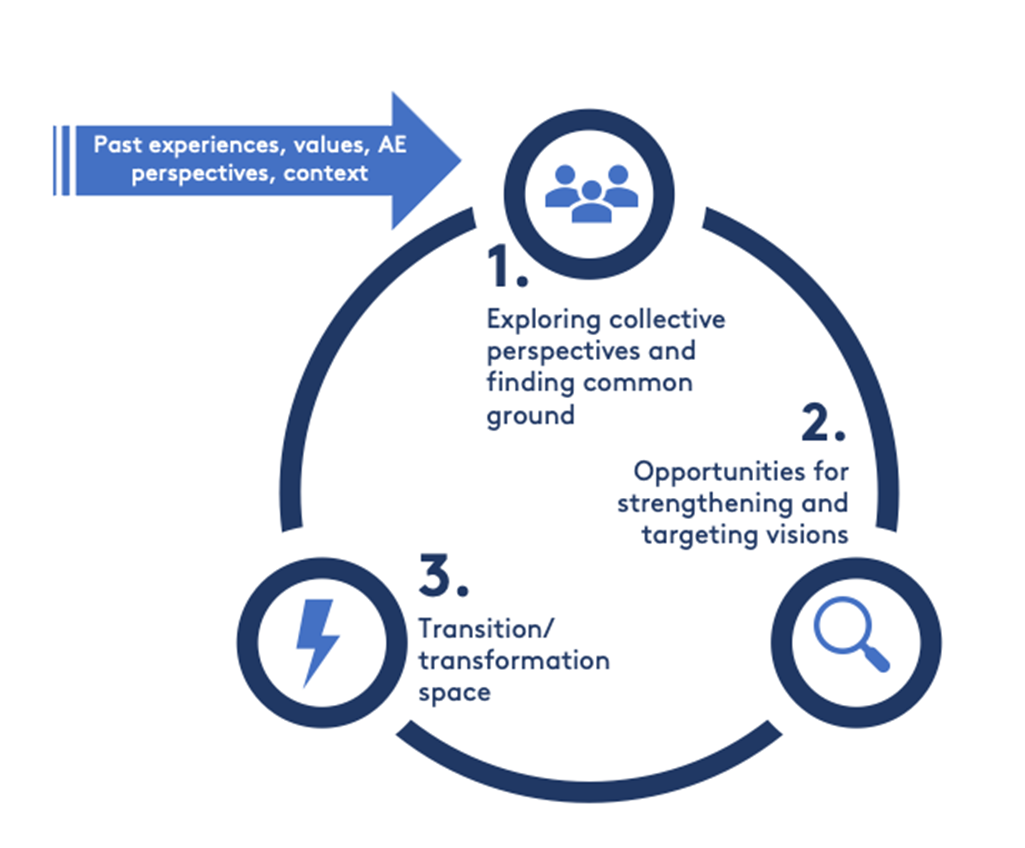 Past experiences, values, AE
perspectives, context
1.
Exploring collective
perspectives and
finding common
ground
2.
Opportunities for
strengthening and
targeting visions
3.
Transition/
transformation
space